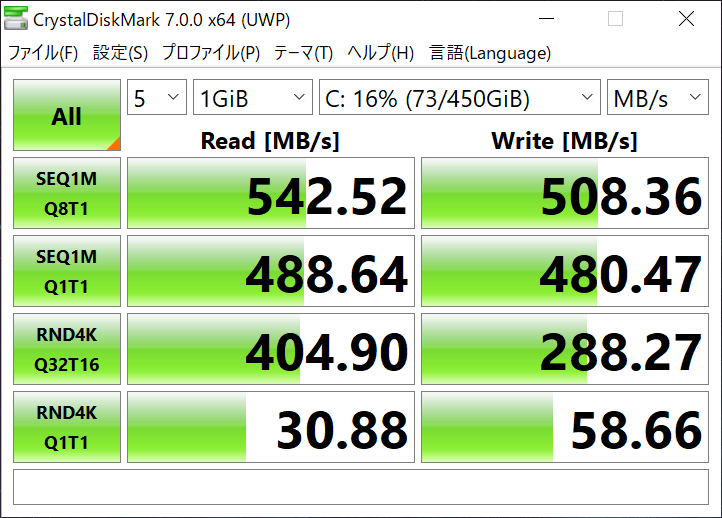 CrystalDiskMark 7.0.0 x64 (UWP)
ファイル(F) 設定(S) プロファイル(P) テーマ(T) ヘルプ(H) 言語(Language)
All 5 1GiB C: 16% (73/450GiB) MB/s
Read [MB/s] Write [MB/s]
SEQ1M
Q8T1 542.52 508.36
SEQ1M
Q1T1 488.64 480.47
RND4K
Q32T16 404.90 288.27
RND4K
Q1T1 30.88 58.66